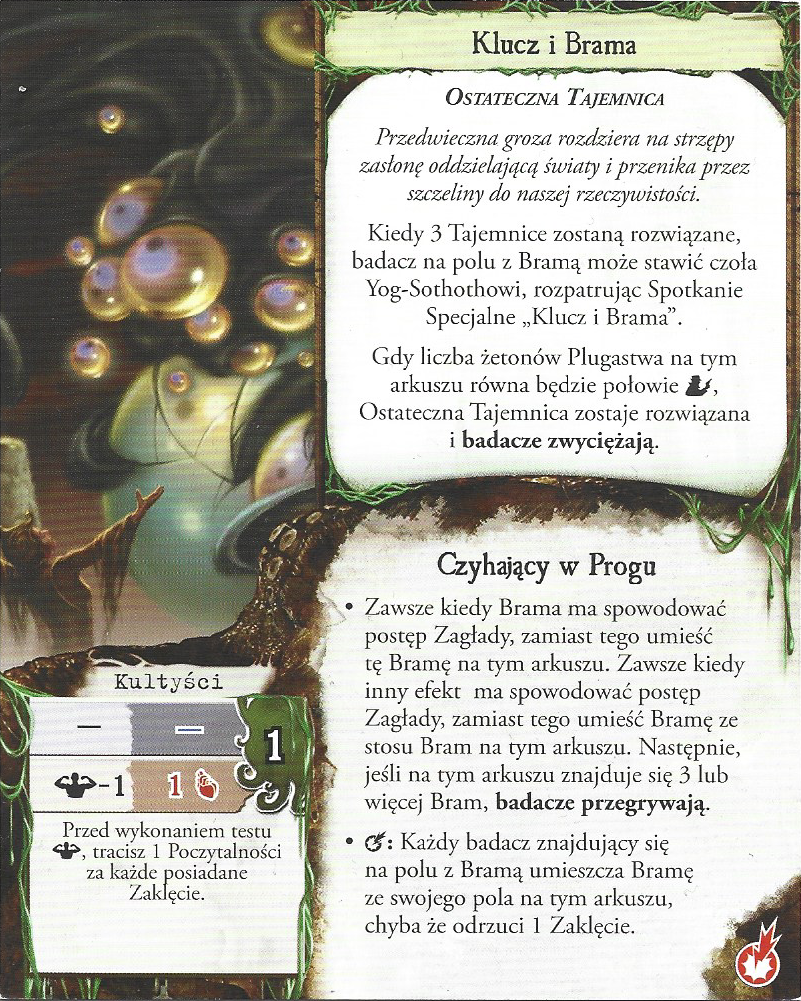 Klucz i Brama
Ostateczna Tajemnica
Przedwieczna groza rozdziera na strzępy
zasłonę oddzielającą światy i przenika przez
szczeliny do naszej rzeczywistości.
Kiedy 3 Tajemnice zostaną rozwiązane,
badacz na polu z Bramą może stawić czoła
Yog-Sothothowi, rozpatrując Spotkanie
Specjalne „Klucz i Brama”.
Gdy liczba żetonów Plugastwa na tym
arkuszu równa będzie połowie ,
Ostateczna Tajemnica zostaje rozwiązana
i badacze zwyciężają.
Czyhający w Progu
• Zawsze kiedy Brama ma spowodować
postęp Zagłady, zamiast tego umieść
tę Bramę na tym arkuszu. Zawsze kiedy
inny efekt ma spowodować postęp
Zagłady, zamiast tego umieść Bramę ze
stosu Bram na tym arkuszu. Następnie,
jeśli na tym arkuszu znajduje się 3 lub
więcej Bram, badacze przegrywają.
• : Każdy badacz znajdujący się
na polu z Bramą umieszcza Bramę
ze swojego pola na tym arkuszu,
chyba że odrzuci 1 Zaklęcie.
Kultyści
— — 1
-1 1
Przed wykonaniem testu
, tracisz 1 Poczytalności
za każde posiadane
Zaklęcie.